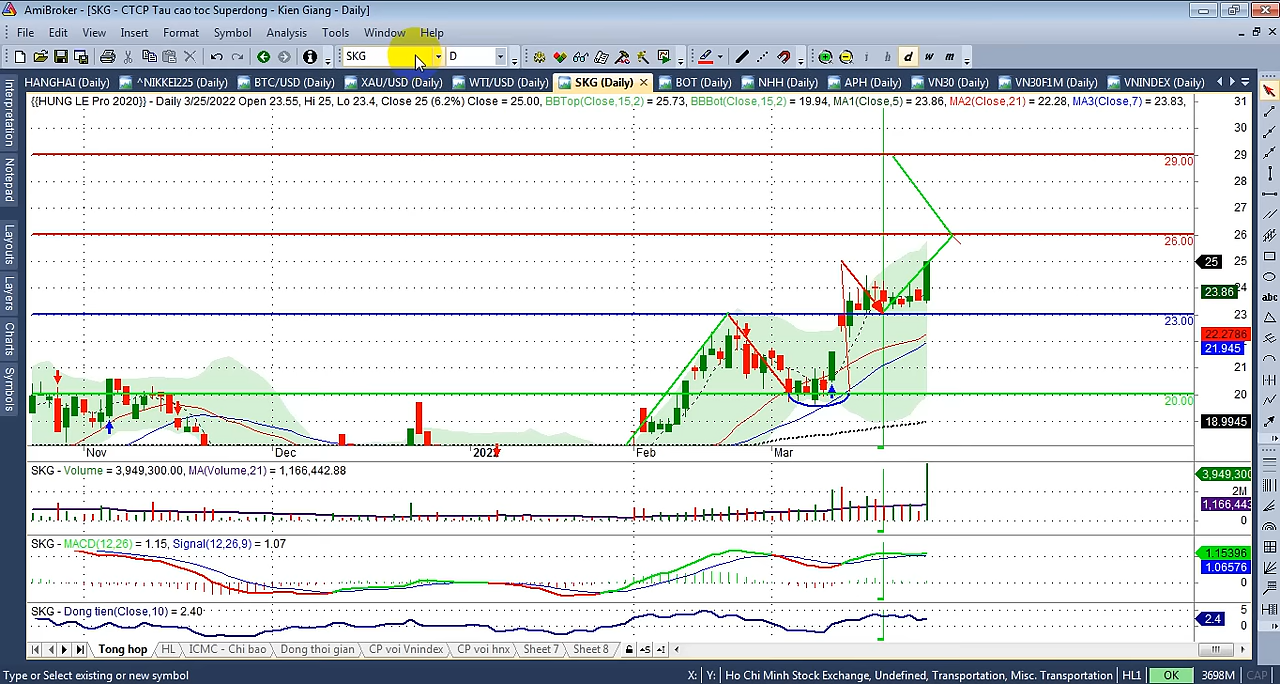 AmiBroker - [SKG - CTCP Tau cao toc Superdong - Kien Giang - Daily]
File Edit View Insert Format Symbol Analysis Tools Window Help
SKG D i h d w m
HANGHAI (Daily) ^NIKKEI225 (Daily) BTC/USD (Daily) XAU/USD (Daily) WTI/USD (Daily) SKG (Daily) BOT (Daily) NHH (Daily) APH (Daily) VN30 (Daily) VN30F1M (Daily) VNINDEX (Daily)
{{HUNG LE Pro 2020}} - Daily 3/25/2022 Open 23.55, Hi 25, Lo 23.4, Close 25 (6.2%) Close = 25.00, BBTop(Close,15,2) = 25.73, BBBot(Close,15,2) = 19.94, MA1(Close,5) = 23.86, MA2(Close,21) = 22.28, MA3(Close,7) = 23.83,
Interpretation
Notepad
Layouts
Layers
Charts
Symbols
31
30
29
29.00
28
27
26
26.00
25
25
24
23.86
23
23.00
22.2786
21.945
21
20
20.00
18.9945
Nov Dec 2022 Feb Mar
abc
SKG - Volume = 3,949,300.00, MA(Volume,21) = 1,166,442.88
3,949,300
2M
1,166,443
0
SKG - MACD(12,26) = 1.15, Signal(12,26,9) = 1.07
1.15396
1.06576
0
SKG - Dong tien(Close,10) = 2.40
5
2.4
0
Tong hop HL ICMC - Chi bao Dong thoi gian CP voi Vnindex CP voi hnx Sheet 7 Sheet 8
Type or Select existing or new symbol X: Y: Ho Chi Minh Stock Exchange, Undefined, Transportation, Misc. Transportation HL1 OK 3698M CAP